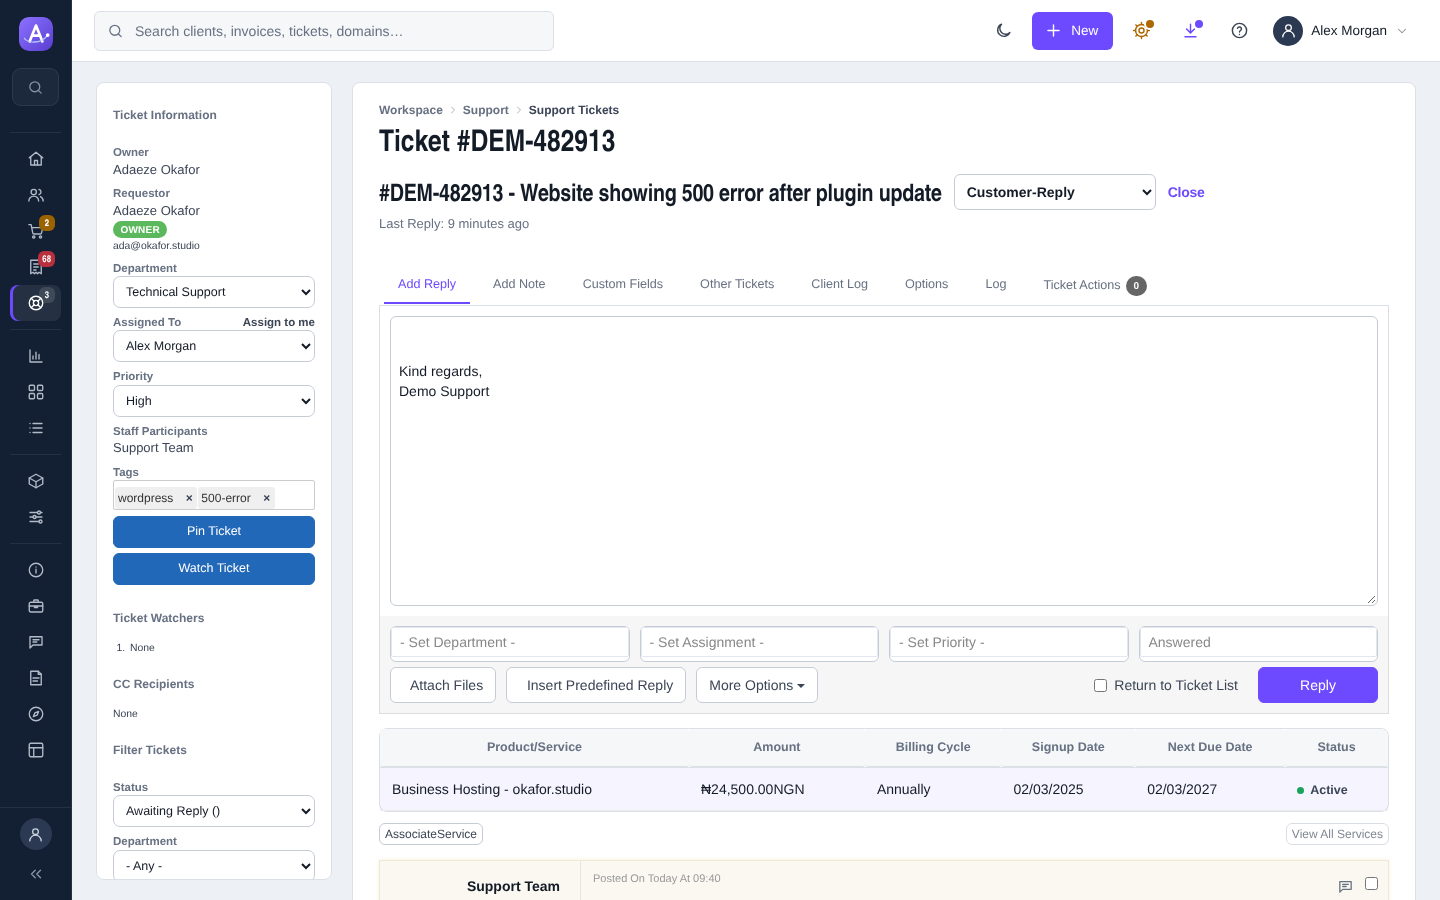 Search clients, invoices, tickets, domains…
New
Alex Morgan
2
68
3
Ticket Information
Owner
Adaeze Okafor
Requestor
Adaeze Okafor
OWNER
ada@okafor.studio
Department
Technical Support
Assigned To Assign to me
Alex Morgan
Priority
High
Staff Participants
Support Team
Tags
wordpress × 500-error ×
Pin Ticket
Watch Ticket
Ticket Watchers
1. None
CC Recipients
None
Filter Tickets
Status
Awaiting Reply ()
Department
- Any -
Workspace Support Support Tickets
Ticket #DEM-482913
#DEM-482913 - Website showing 500 error after plugin update Customer-Reply Close
Last Reply: 9 minutes ago
Add Reply Add Note Custom Fields Other Tickets Client Log Options Log Ticket Actions 0
Kind regards,
Demo Support
- Set Department - - Set Assignment - - Set Priority - Answered
Attach Files Insert Predefined Reply More Options Return to Ticket List Reply
Product/Service Amount Billing Cycle Signup Date Next Due Date Status
Business Hosting - okafor.studio ₦24,500.00NGN Annually 02/03/2025 02/03/2027 Active
AssociateService View All Services
Support Team Posted On Today At 09:40